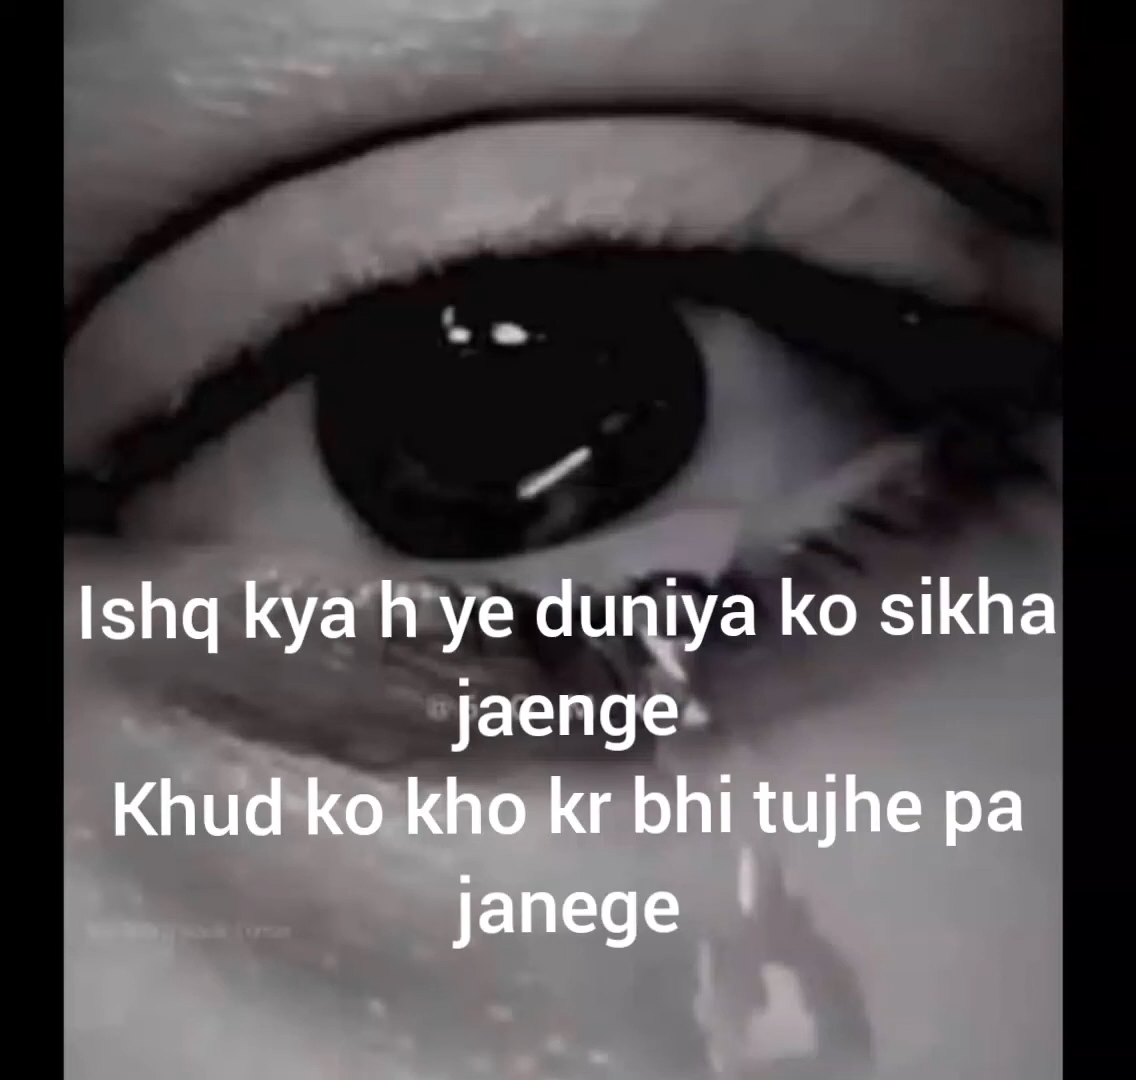 Ishq kya h ye duniya ko sikha
jaenge
Khud ko kho kr bhi tujhe pa
janege